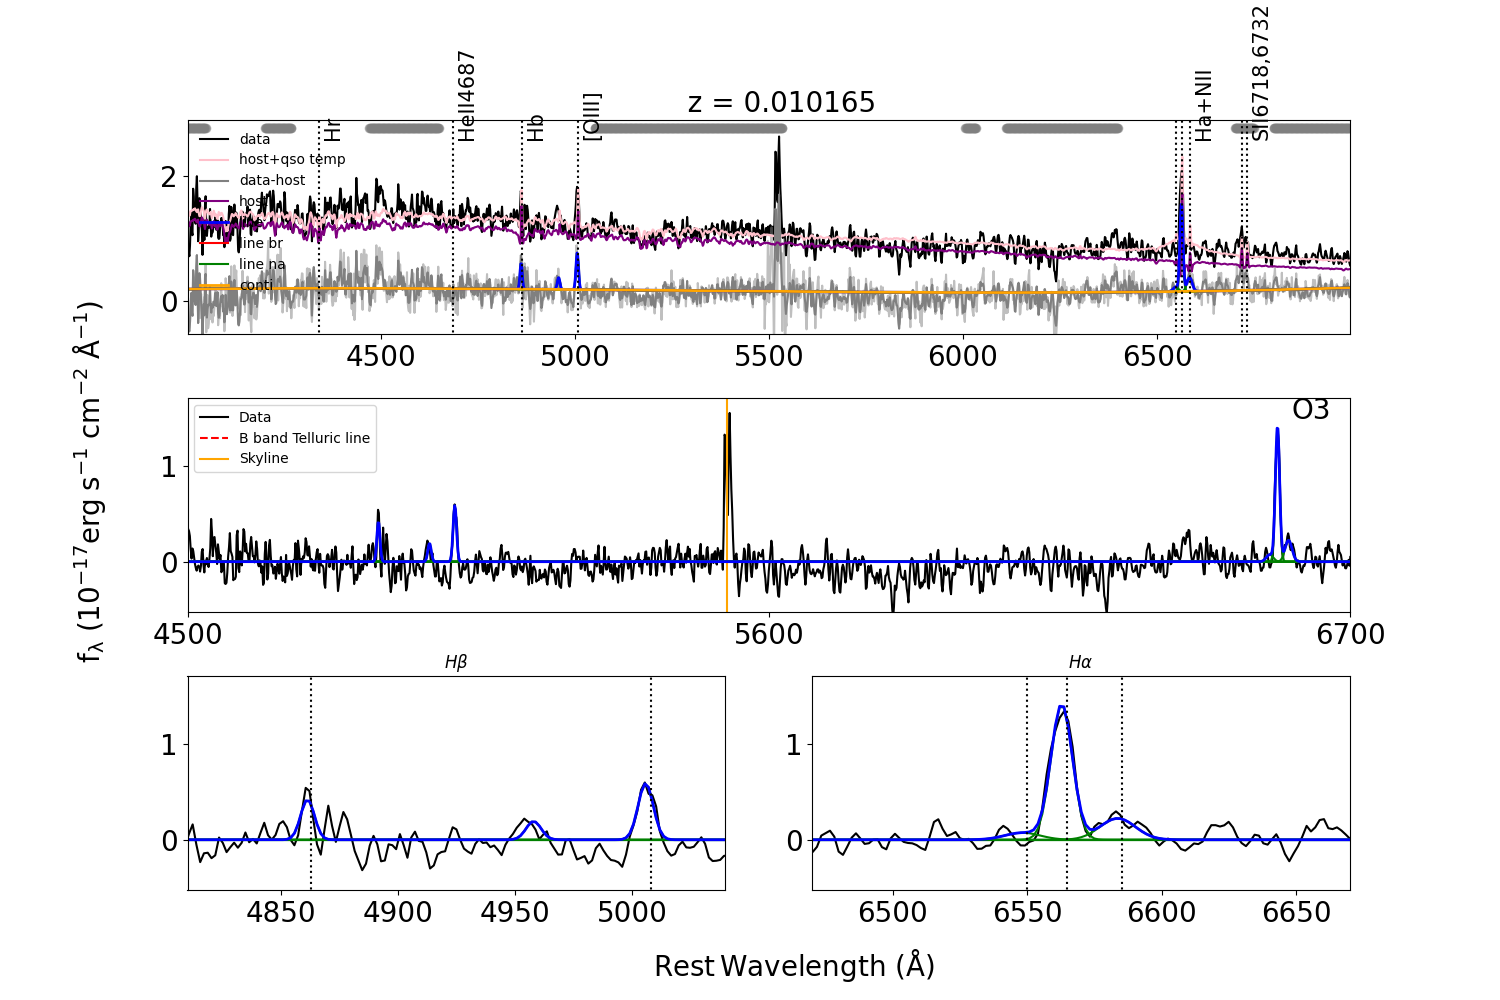 z = 0.010165
Hr
HeII4687
Hb
[OIII]
Ha+NII
SII6718,6732
data
host+qso temp
data-host
host
line br
line na
conti
2
0
4500 5000 5500 6000 6500
fλ (10−17erg s−1 cm−2 Å−1)
O3
Data
B band Telluric line
Skyline
1
0
4500 5600 6700
Hβ
1
0
4850 4900 4950 5000
Hα
1
0
6500 6550 6600 6650
Rest Wavelength (Å)